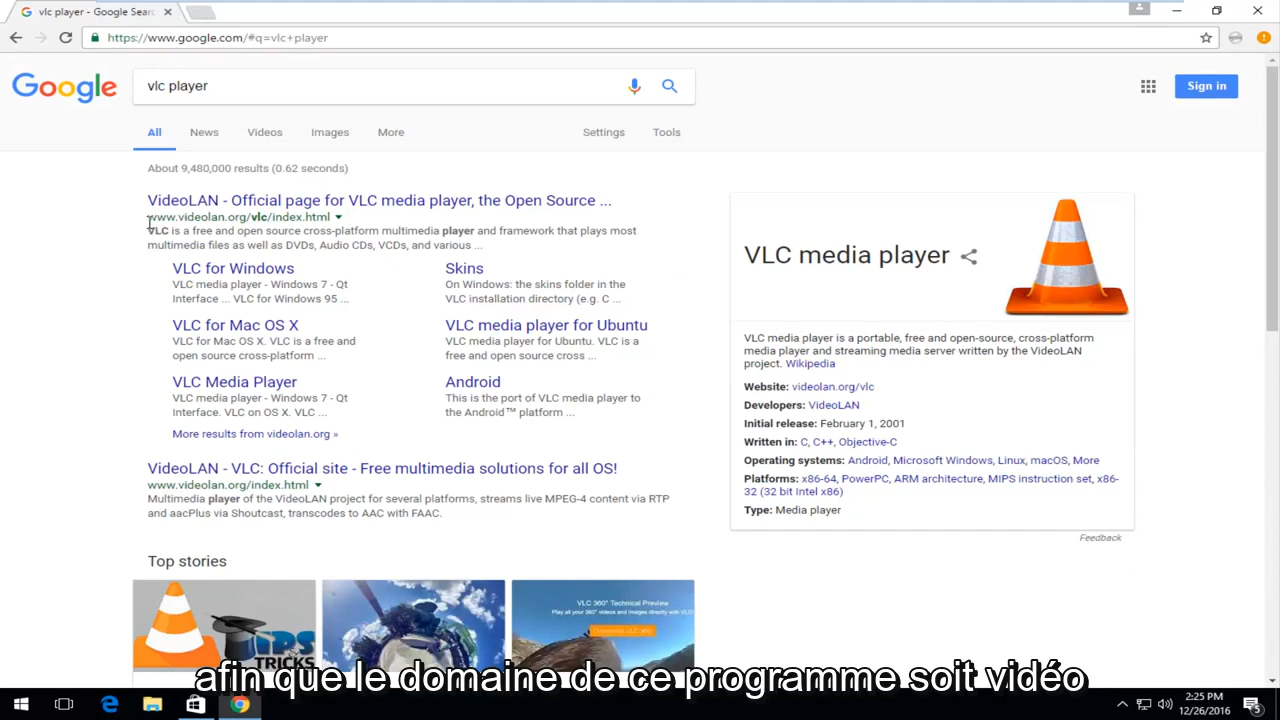 vlc player - Google Sear
https://www.google.com/#q=vlc+player
Google
vlc player
Sign in
All News Videos Images More Settings Tools
About 9,480,000 results (0.62 seconds)
VideoLAN - Official page for VLC media player, the Open Source ...
www.videolan.org/vlc/index.html
VLC is a free and open source cross-platform multimedia player and framework that plays most
multimedia files as well as DVDs, Audio CDs, VCDs, and various ...
VLC for Windows
VLC media player - Windows 7 - Qt
Interface ... VLC for Windows 95 ...
Skins
On Windows: the skins folder in the
VLC installation directory (e.g. C ...
VLC for Mac OS X
VLC for Mac OS X. VLC is a free and
open source cross-platform ...
VLC media player for Ubuntu
VLC media player for Ubuntu. VLC is a
free and open source cross ...
VLC Media Player
VLC media player - Windows 7 - Qt
Interface. VLC on OS X. VLC ...
Android
This is the port of VLC media player to
the Android™ platform ...
More results from videolan.org »
VideoLAN - VLC: Official site - Free multimedia solutions for all OS!
www.videolan.org/index.html
Multimedia player of the VideoLAN project for several platforms, streams live MPEG-4 content via RTP
and aacPlus via Shoutcast, transcodes to AAC with FAAC.
Top stories
TIPS
TRICKS
VLC 360° Technical Preview
Play all your 360° videos and images directly with VLC
Download VLC 360
VLC media player
VLC media player is a portable, free and open-source, cross-platform
media player and streaming media server written by the VideoLAN
project. Wikipedia
Website: videolan.org/vlc
Developers: VideoLAN
Initial release: February 1, 2001
Written in: C, C++, Objective-C
Operating systems: Android, Microsoft Windows, Linux, macOS, More
Platforms: x86-64, PowerPC, ARM architecture, MIPS instruction set, x86-
32 (32 bit Intel x86)
Type: Media player
Feedback
afin que le domaine de ce programme soit vidéo
2:25 PM
12/26/2016
5